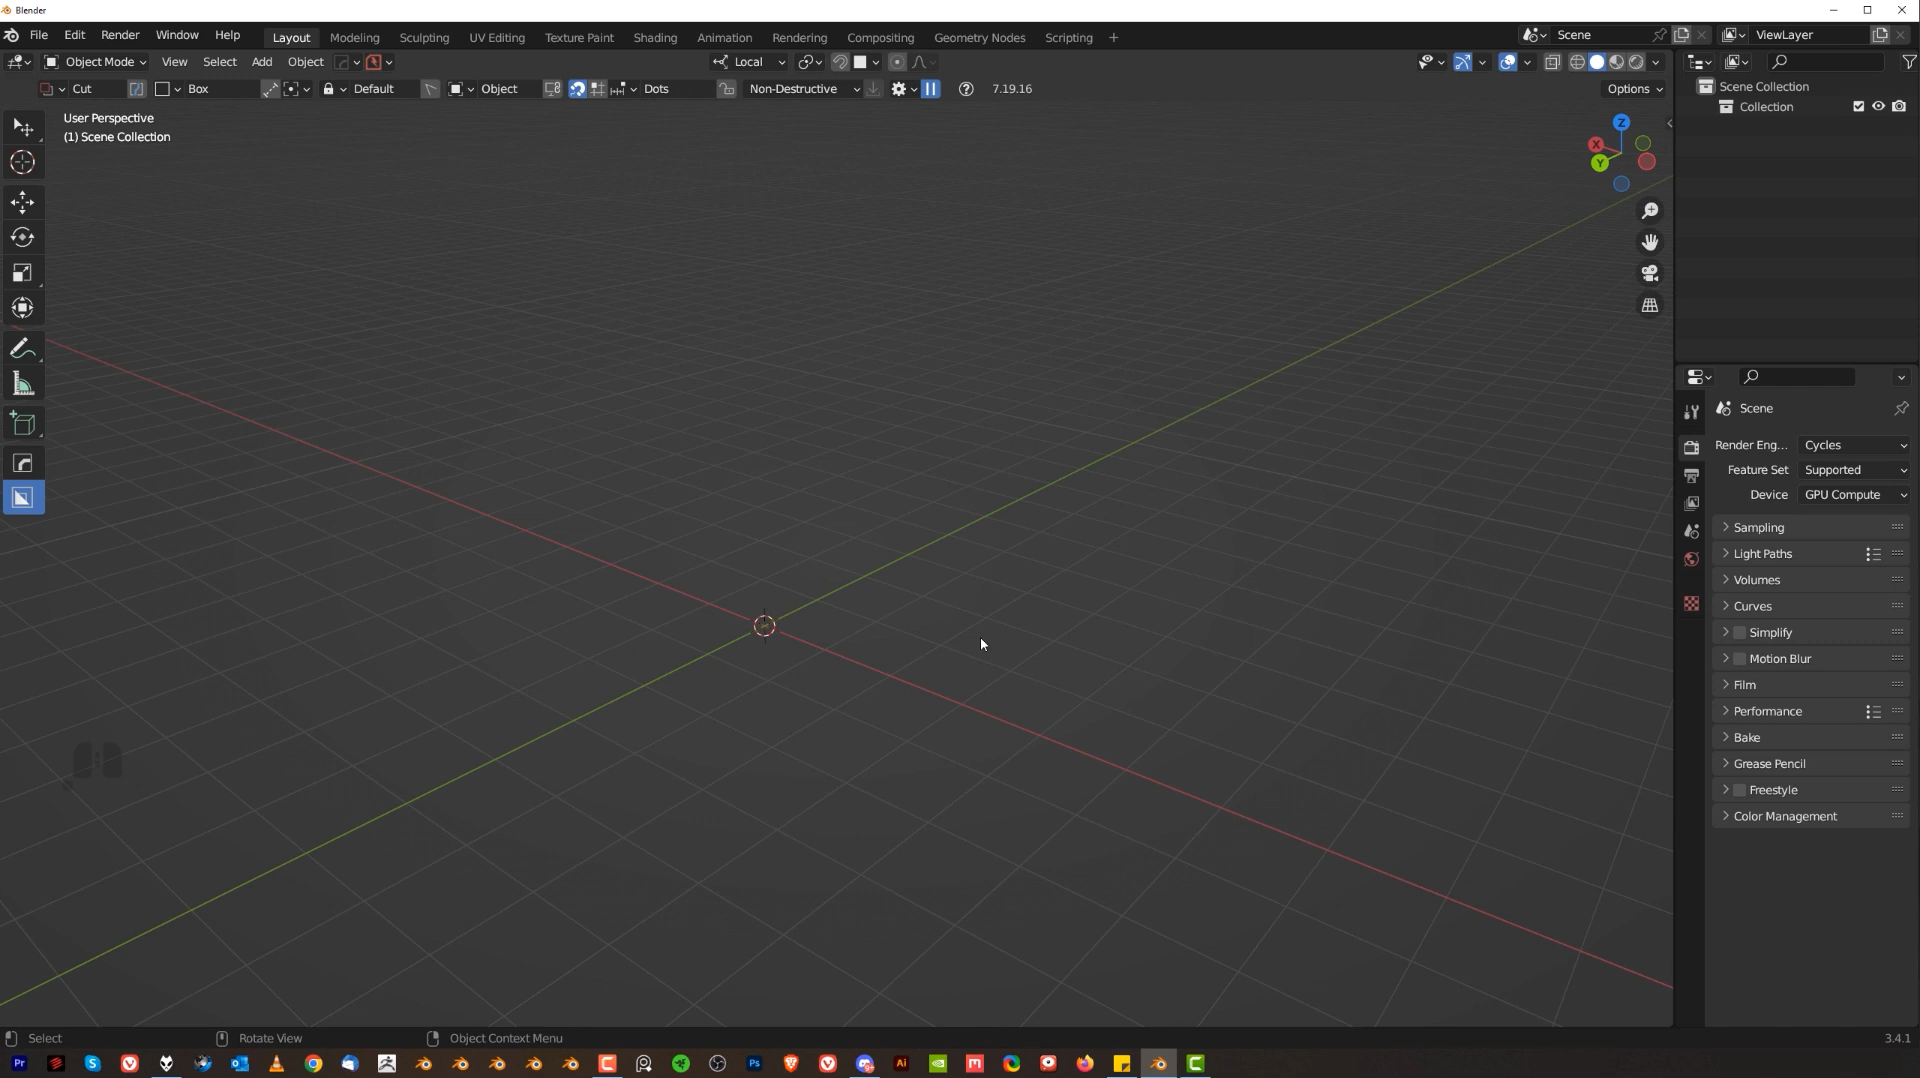 Blender
File Edit Render Window Help Layout Modeling Sculpting UV Editing Texture Paint Shading Animation Rendering Compositing Geometry Nodes Scripting + Scene ViewLayer
Object Mode View Select Add Object Local
Cut Box Default Object Dots Non-Destructive 7.19.16 Options
User Perspective
(1) Scene Collection
Z
X
Y
Scene Collection
Collection
Scene
Render Eng... Cycles
Feature Set Supported
Device GPU Compute
Sampling
Light Paths
Volumes
Curves
Simplify
Motion Blur
Film
Performance
Bake
Grease Pencil
Freestyle
Color Management
Select Rotate View Object Context Menu 3.4.1
Pr S Ps Ai M C